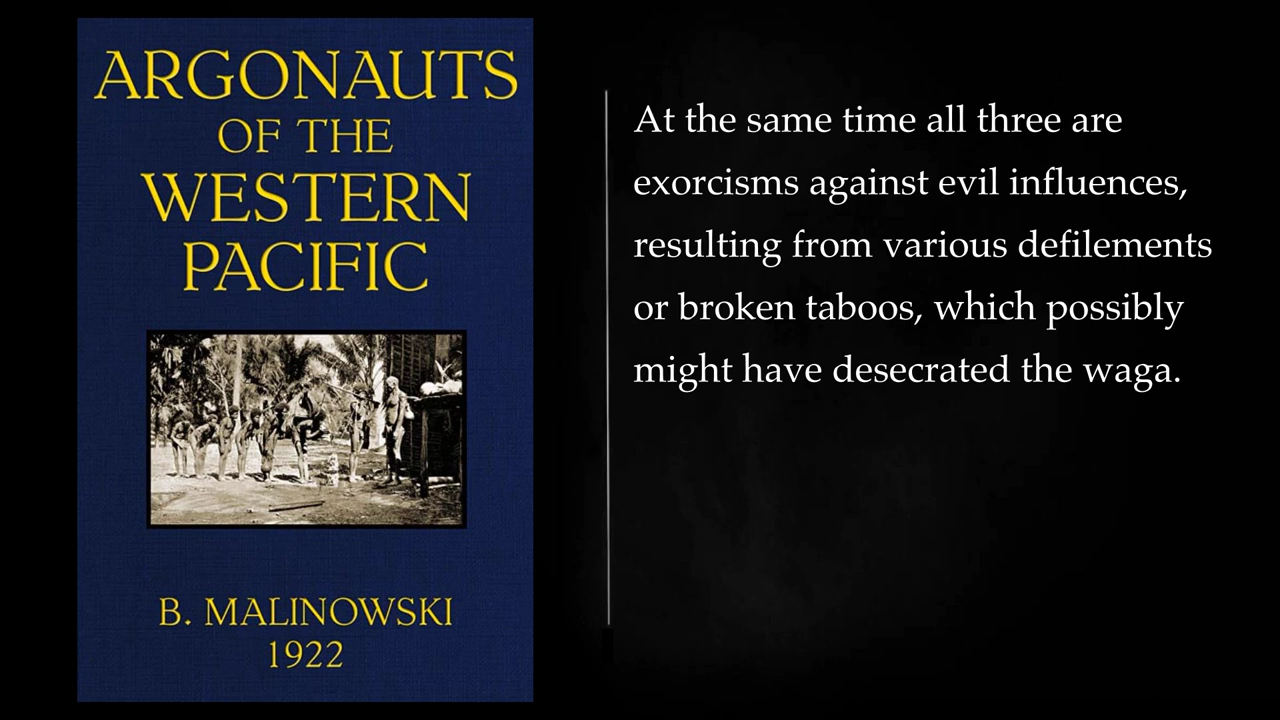 ARGONAUTS
OF THE
WESTERN
PACIFIC
B. MALINOWSKI
1922
At the same time all three are
exorcisms against evil influences,
resulting from various defilements
or broken taboos, which possibly
might have desecrated the waga.